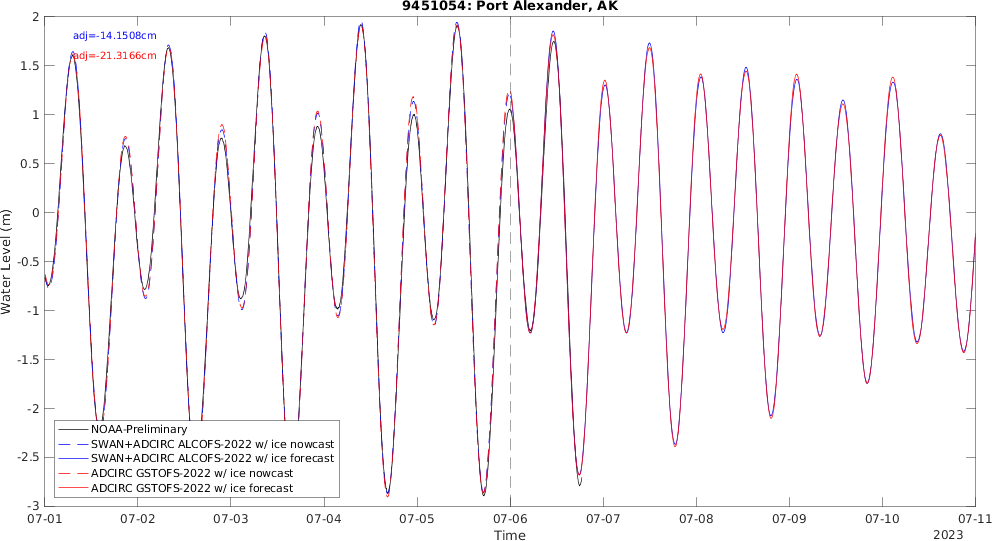 9451054: Port Alexander, AK
adj=-14.1508cm
adj=-21.3166cm
Water Level (m)
2
1.5
1
0.5
0
-0.5
-1
-1.5
-2
-2.5
-3
NOAA-Preliminary
SWAN+ADCIRC ALCOFS-2022 w/ ice nowcast
SWAN+ADCIRC ALCOFS-2022 w/ ice forecast
ADCIRC GSTOFS-2022 w/ ice nowcast
ADCIRC GSTOFS-2022 w/ ice forecast
07-01 07-02 07-03 07-04 07-05 07-06 07-07 07-08 07-09 07-10 07-11
Time
2023